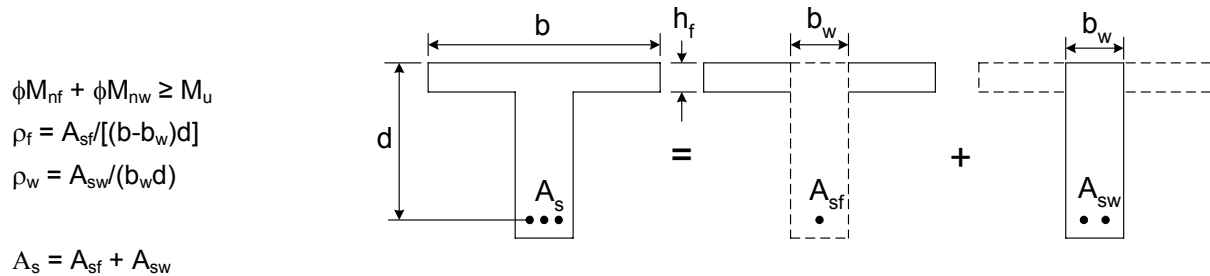 ϕM_nf + ϕM_nw ≥ M_u
ρ_f = A_sf/[(b-b_w)d]
ρ_w = A_sw/(b_wd)
A_s = A_sf + A_sw
b
h_f
b_w
b_w
d
=
+
A_s
A_sf
A_sw